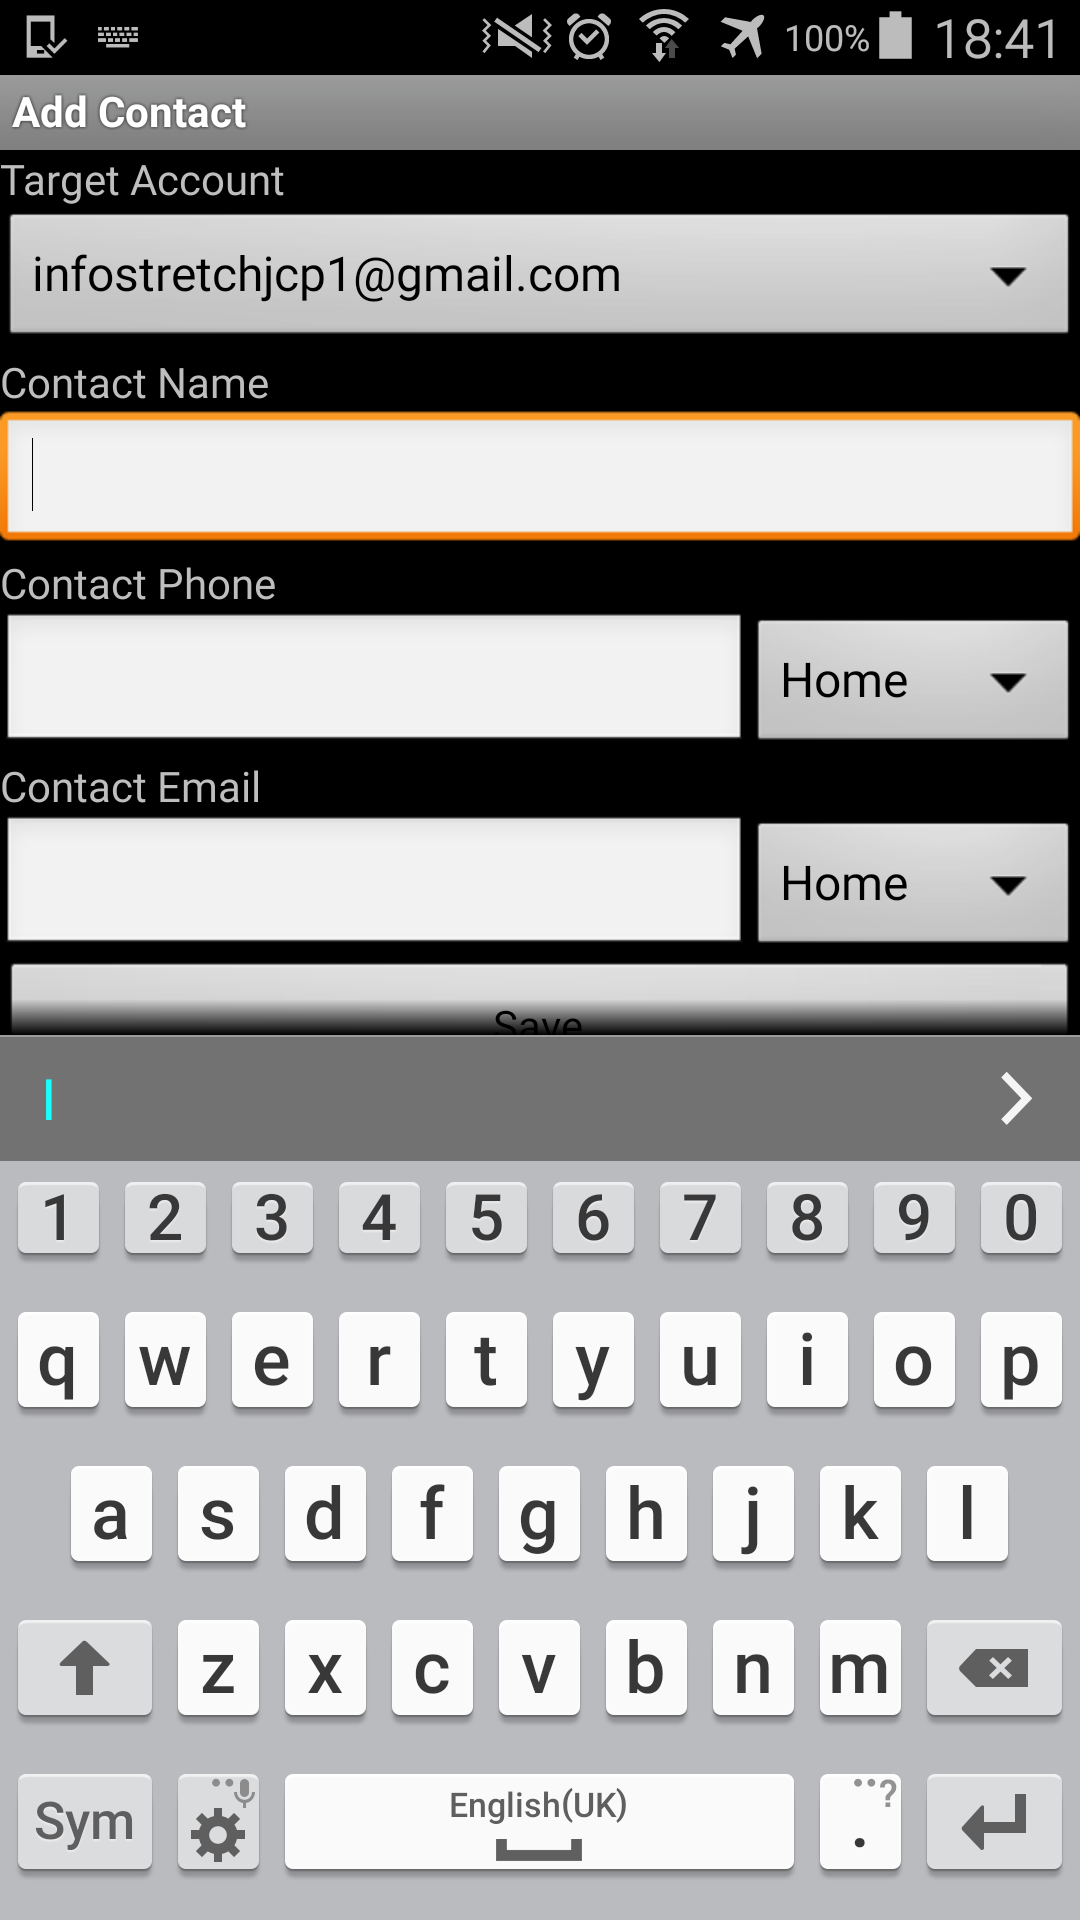 100% 18:41
Add Contact
Target Account
infostretchjcp1@gmail.com
Contact Name
Contact Phone
Home
Contact Email
Home
Save
1 2 3 4 5 6 7 8 9 0
q w e r t y u i o p
a s d f g h j k l
z x c v b n m
Sym English(UK) . ?